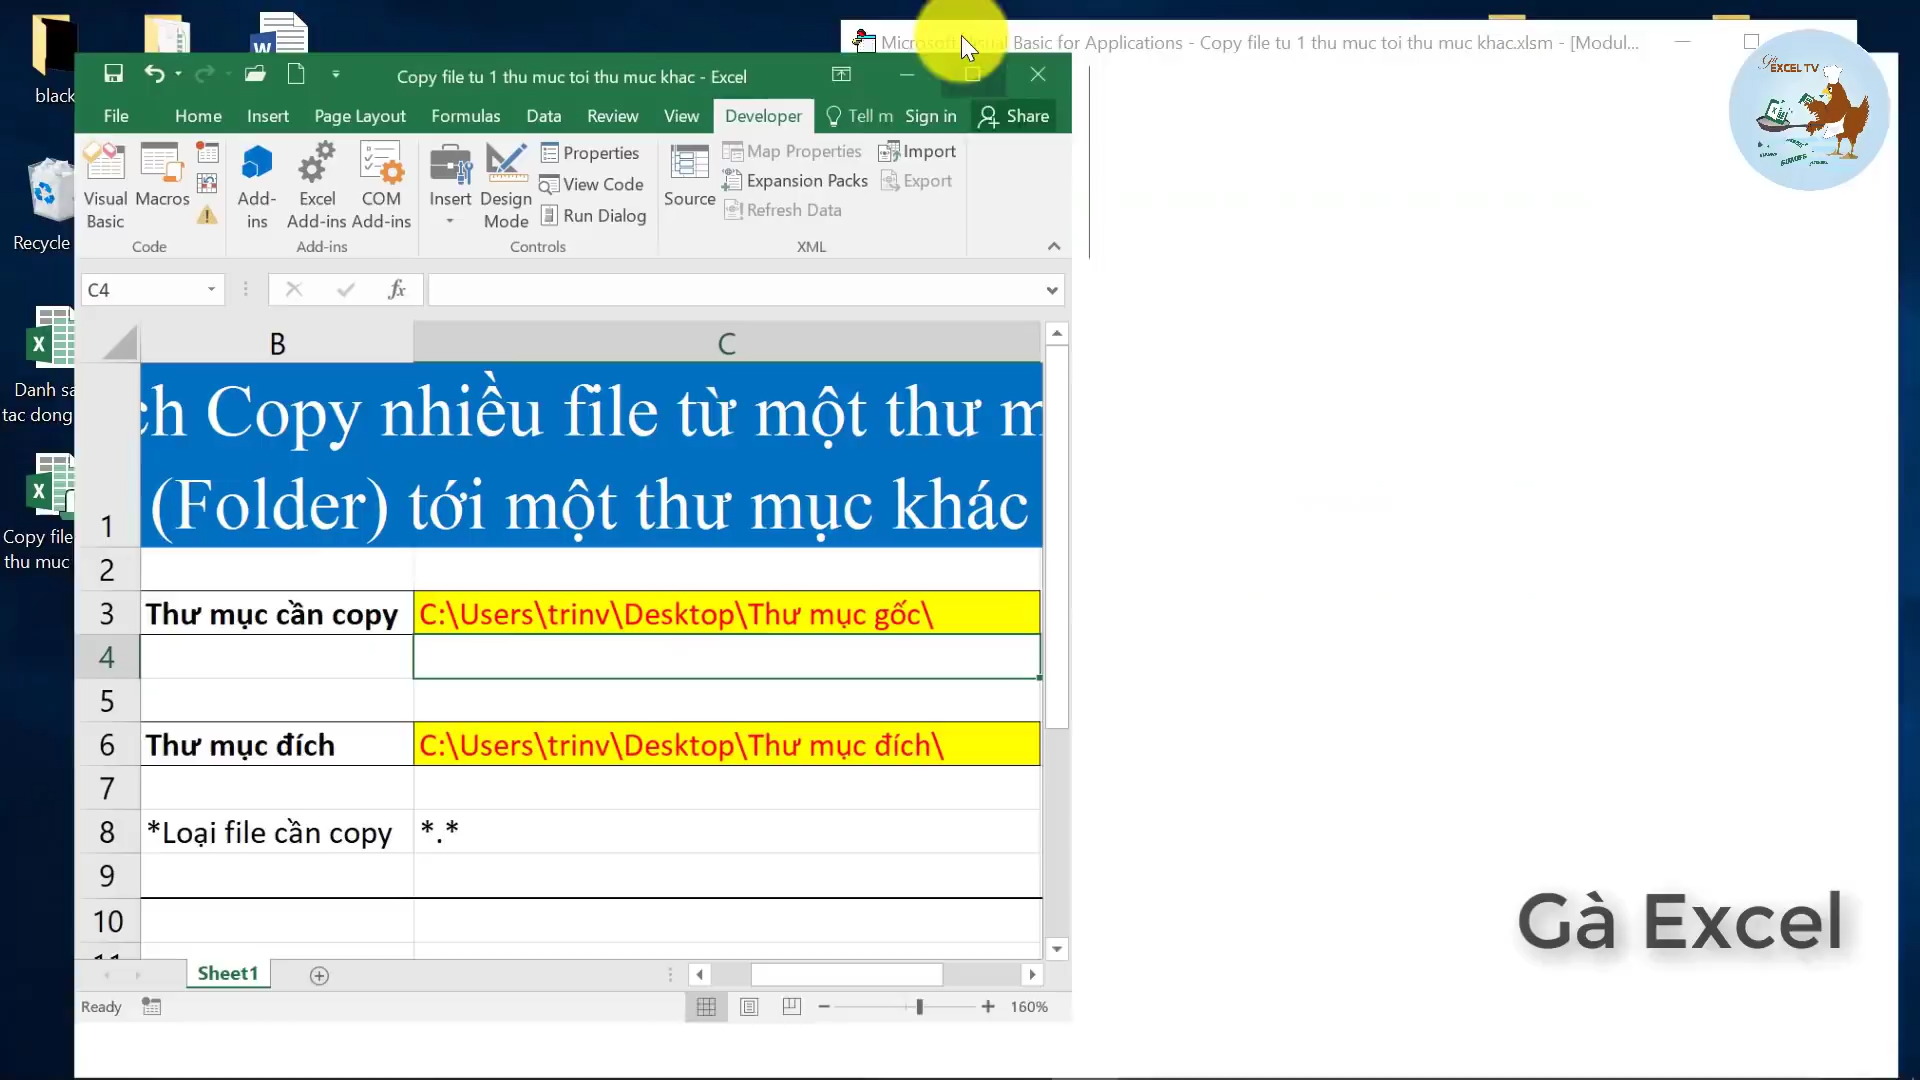 black
Recycle
Danh sa
tac dong
Copy file
thu muc
Microsoft Visual Basic for Applications - Copy file tu 1 thu muc toi thu muc khac.xlsm - [Modul...
EXCEL TV
Copy file tu 1 thu muc toi thu muc khac - Excel
File Home Insert Page Layout Formulas Data Review View Developer Tell m Sign in Share
Visual Basic
Macros
Code
Add-ins
Excel Add-ins
COM Add-ins
Add-ins
Insert
Design Mode
Properties
View Code
Run Dialog
Controls
Source
Map Properties
Expansion Packs
Refresh Data
Import
Export
XML
C4
fx
B C
1
ch Copy nhiều file từ một thư m
(Folder) tới một thư mục khác
2
3 Thư mục cần copy C:\Users\trinv\Desktop\Thư mục gốc\
4
5
6 Thư mục đích C:\Users\trinv\Desktop\Thư mục đích\
7
8 *Loại file cần copy *.*
9
10
11
Sheet1
Ready
160%
Gà Excel